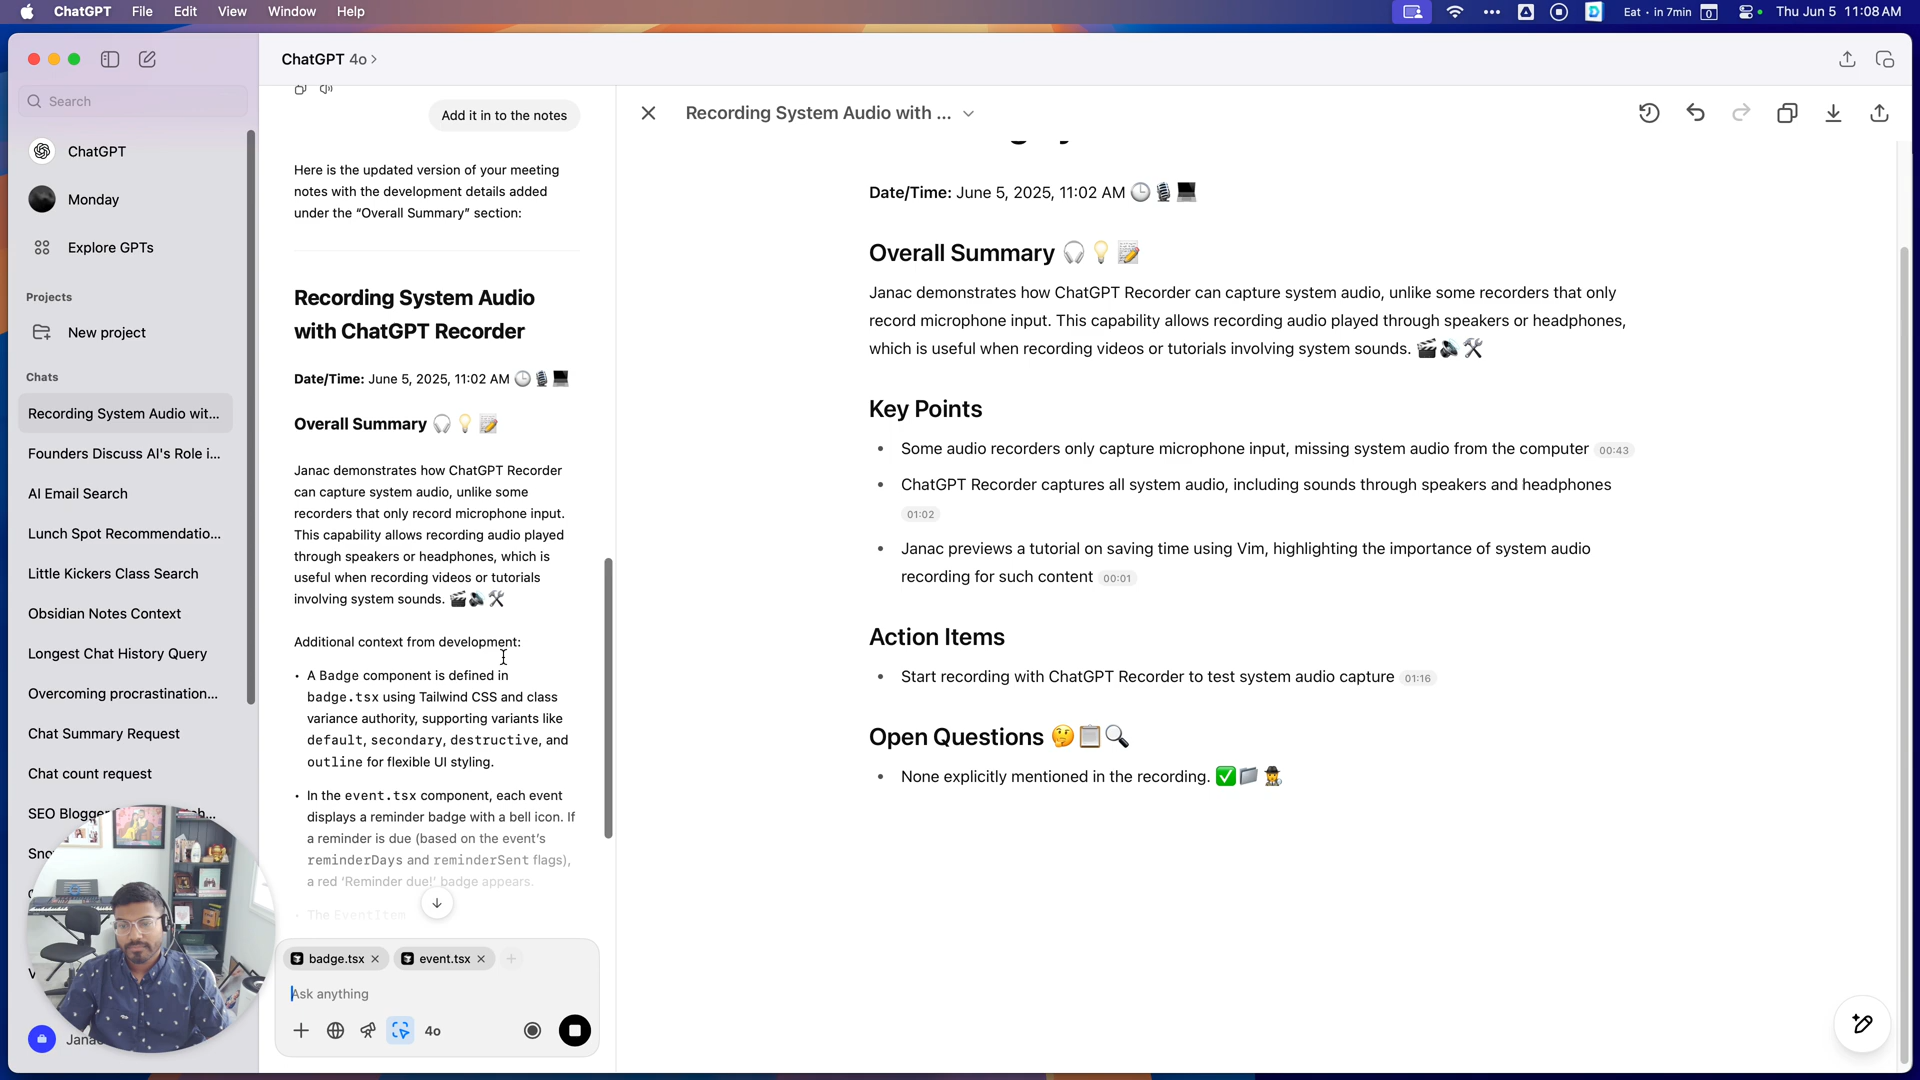 ChatGPT File Edit View Window Help
Eat · in 7min
Thu Jun 5 11:08 AM
Search
ChatGPT
Monday
Explore GPTs
Projects
New project
Chats
Recording System Audio wit...
Founders Discuss AI's Role i...
AI Email Search
Lunch Spot Recommendatio...
Little Kickers Class Search
Obsidian Notes Context
Longest Chat History Query
Overcoming procrastination...
Chat Summary Request
Chat count request
SEO Blogger
Janac
ChatGPT 4o >
Add it in to the notes
Here is the updated version of your meeting
notes with the development details added
under the “Overall Summary” section:
Recording System Audio
with ChatGPT Recorder
Date/Time: June 5, 2025, 11:02 AM 🕒🎙️💻
Overall Summary 🎧💡📝
Janac demonstrates how ChatGPT Recorder
can capture system audio, unlike some
recorders that only record microphone input.
This capability allows recording audio played
through speakers or headphones, which is
useful when recording videos or tutorials
involving system sounds. 🎬🔊🛠️
Additional context from development:
• A Badge component is defined in
badge.tsx using Tailwind CSS and class
variance authority, supporting variants like
default, secondary, destructive, and
outline for flexible UI styling.
• In the event.tsx component, each event
displays a reminder badge with a bell icon. If
a reminder is due (based on the event’s
reminderDays and reminderSent flags),
a red ‘Reminder due!’ badge appears.
• The EventItem
badge.tsx × event.tsx ×
Ask anything
4o
Recording System Audio with ...
Date/Time: June 5, 2025, 11:02 AM 🕒🎙️💻
Overall Summary 🎧💡📝
Janac demonstrates how ChatGPT Recorder can capture system audio, unlike some recorders that only
record microphone input. This capability allows recording audio played through speakers or headphones,
which is useful when recording videos or tutorials involving system sounds. 🎬🔊🛠️
Key Points
• Some audio recorders only capture microphone input, missing system audio from the computer 00:43
• ChatGPT Recorder captures all system audio, including sounds through speakers and headphones
01:02
• Janac previews a tutorial on saving time using Vim, highlighting the importance of system audio
recording for such content 00:01
Action Items
• Start recording with ChatGPT Recorder to test system audio capture 01:16
Open Questions 🤔📋🔍
• None explicitly mentioned in the recording. ✅📁🕵️